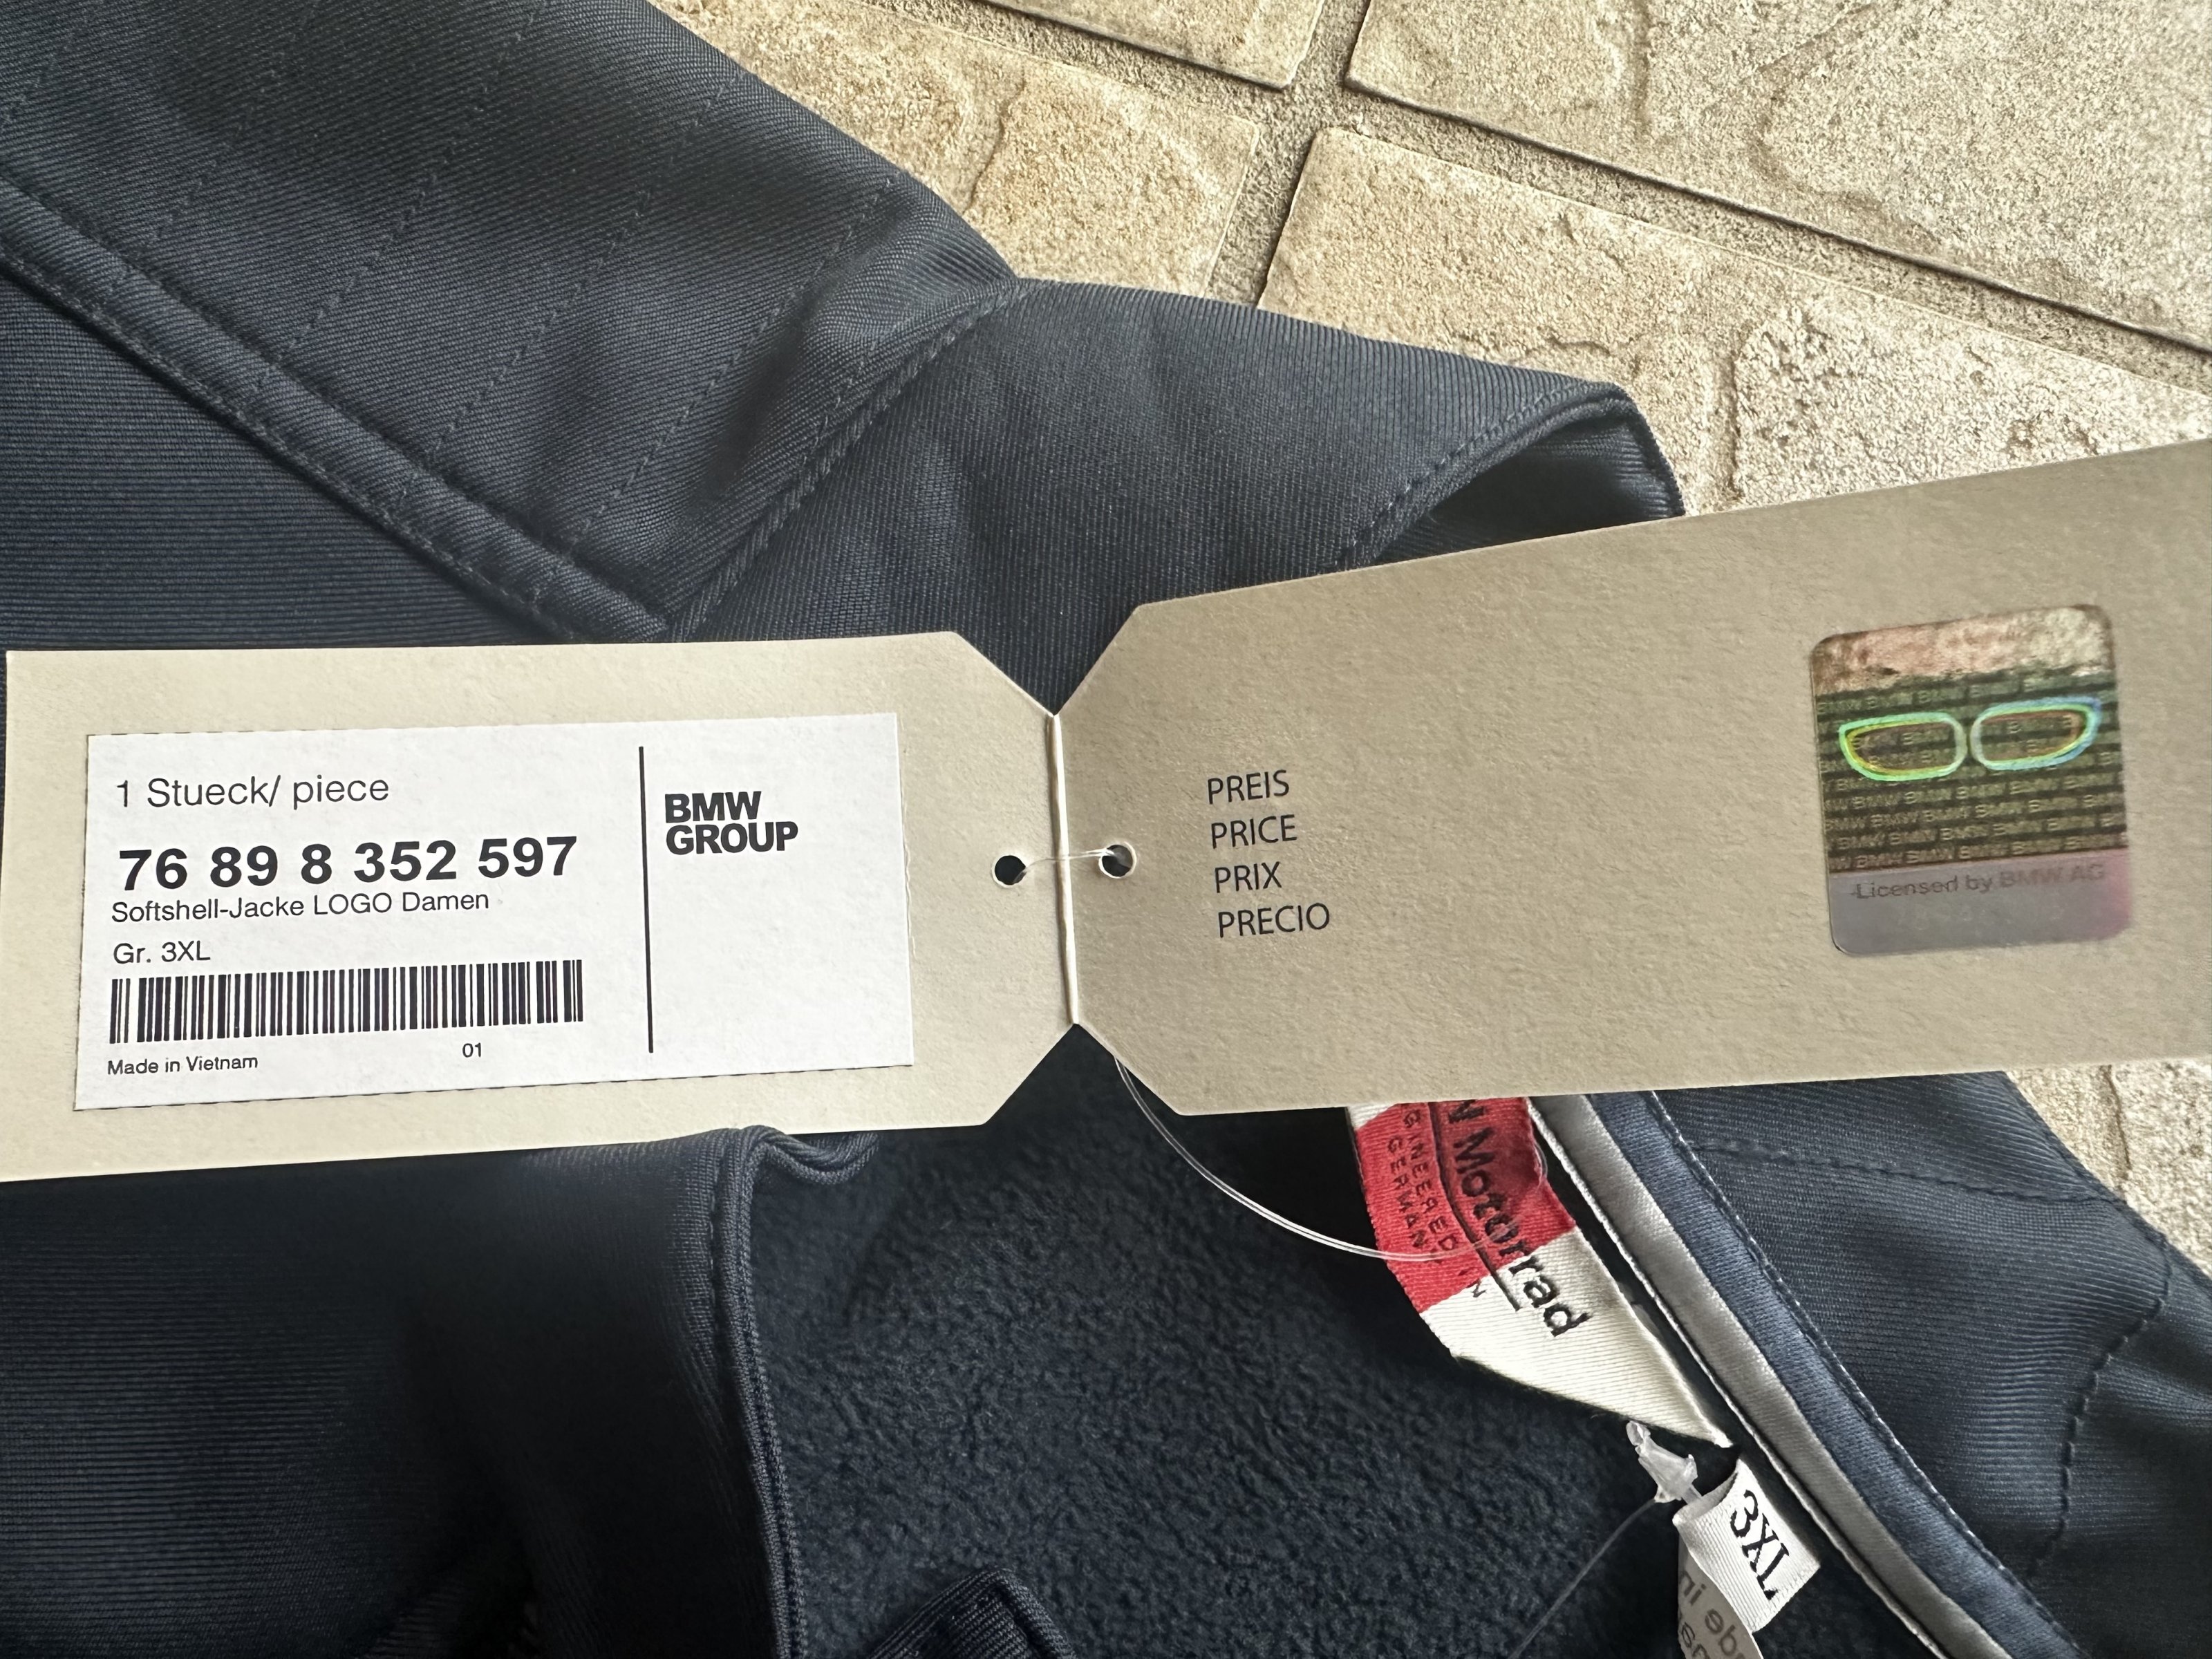 1 Stueck/ piece
76 89 8 352 597
Softshell-Jacke LOGO Damen
Gr. 3XL
01
Made in Vietnam
BMW
GROUP
PREIS
PRICE
PRIX
PRECIO
Licensed by BMW AG
Motorrad
GERMANY
3XL